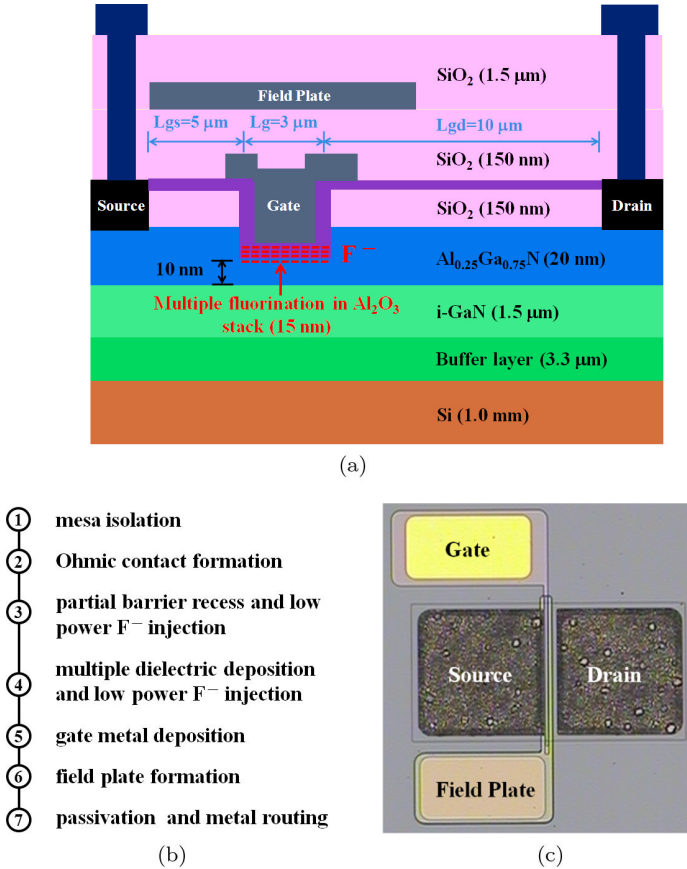 SiO2 (1.5 μm)
Field Plate
Lgs=5 μm
Lg=3 μm
Lgd=10 μm
SiO2 (150 nm)
Source
Gate
SiO2 (150 nm)
Drain
F−
10 nm
Al0.25Ga0.75N (20 nm)
Multiple fluorination in Al2O3
stack (15 nm)
i-GaN (1.5 μm)
Buffer layer (3.3 μm)
Si (1.0 mm)
(a)
1 mesa isolation
2 Ohmic contact formation
3 partial barrier recess and low
power F− injection
4 multiple dielectric deposition
and low power F− injection
5 gate metal deposition
6 field plate formation
7 passivation and metal routing
(b)
Gate
Source
Drain
Field Plate
(c)